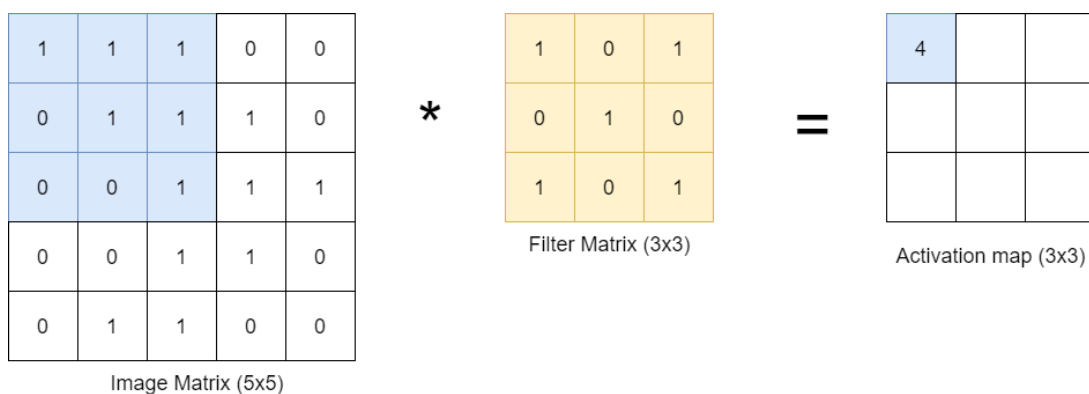 1 1 1 0 0
0 1 1 1 0
0 0 1 1 1
0 0 1 1 0
0 1 1 0 0
Image Matrix (5x5)
*
1 0 1
0 1 0
1 0 1
Filter Matrix (3x3)
=
4
Activation map (3x3)